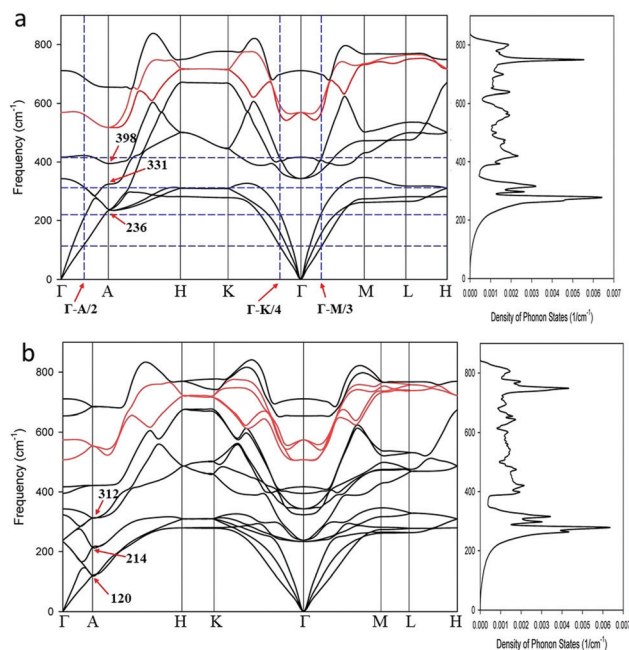 a
800
600
400
200
0
Frequency (cm⁻¹)
398
331
236
Γ A H K Γ M L H
Γ-A/2 Γ-K/4 Γ-M/3
800
600
400
200
0
0.000 0.001 0.002 0.003 0.004 0.005 0.006 0.007
Density of Phonon States (1/cm⁻¹)
b
800
600
400
200
0
Frequency (cm⁻¹)
312
214
120
Γ A H K Γ M L H
800
600
400
200
0
0.000 0.001 0.002 0.003 0.004 0.005 0.006 0.007
Density of Phonon States (1/cm⁻¹)